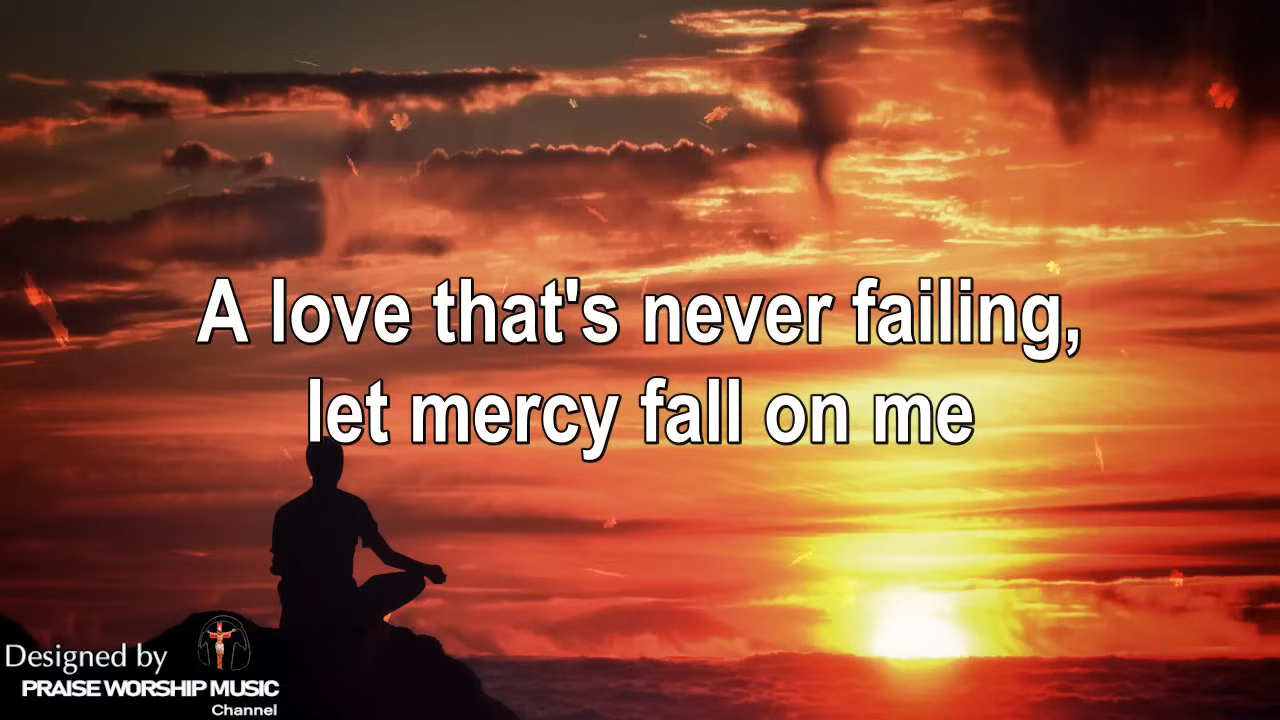 A love that's never failing,
let mercy fall on me
Designed by
PRAISE WORSHIP MUSIC
Channel